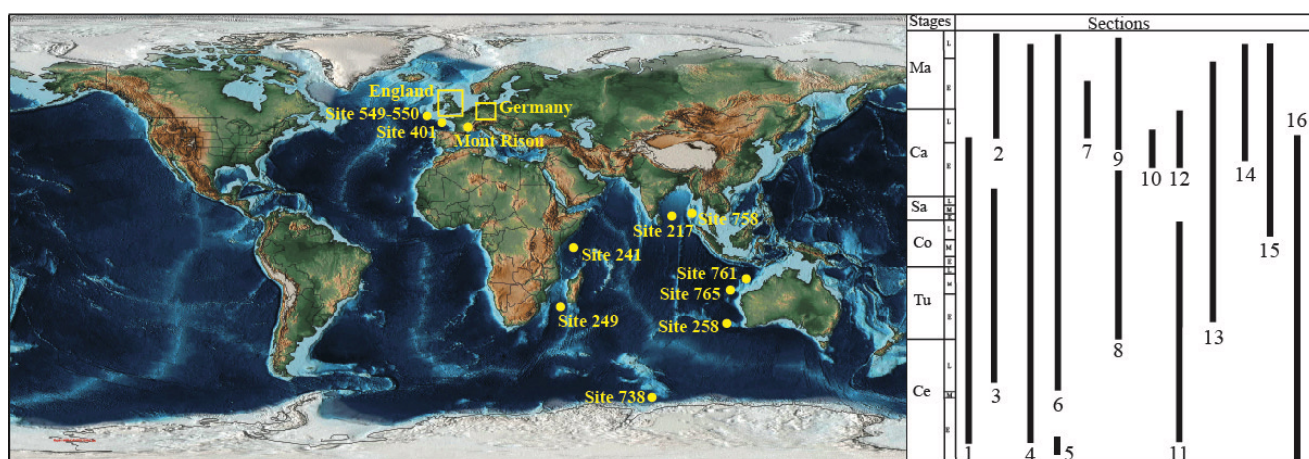 England
Germany
Site 549-550
Site 401
Mont Risou
Site 758
Site 217
Site 241
Site 761
Site 765
Site 249
Site 258
Site 738
Stages
Sections
Ma
L
E
Ca
L
E
Sa
L
M
E
Co
L
M
E
Tu
L
M
E
Ce
L
M
E
1
2
3
4
5
6
7
8
9
10
11
12
13
14
15
16